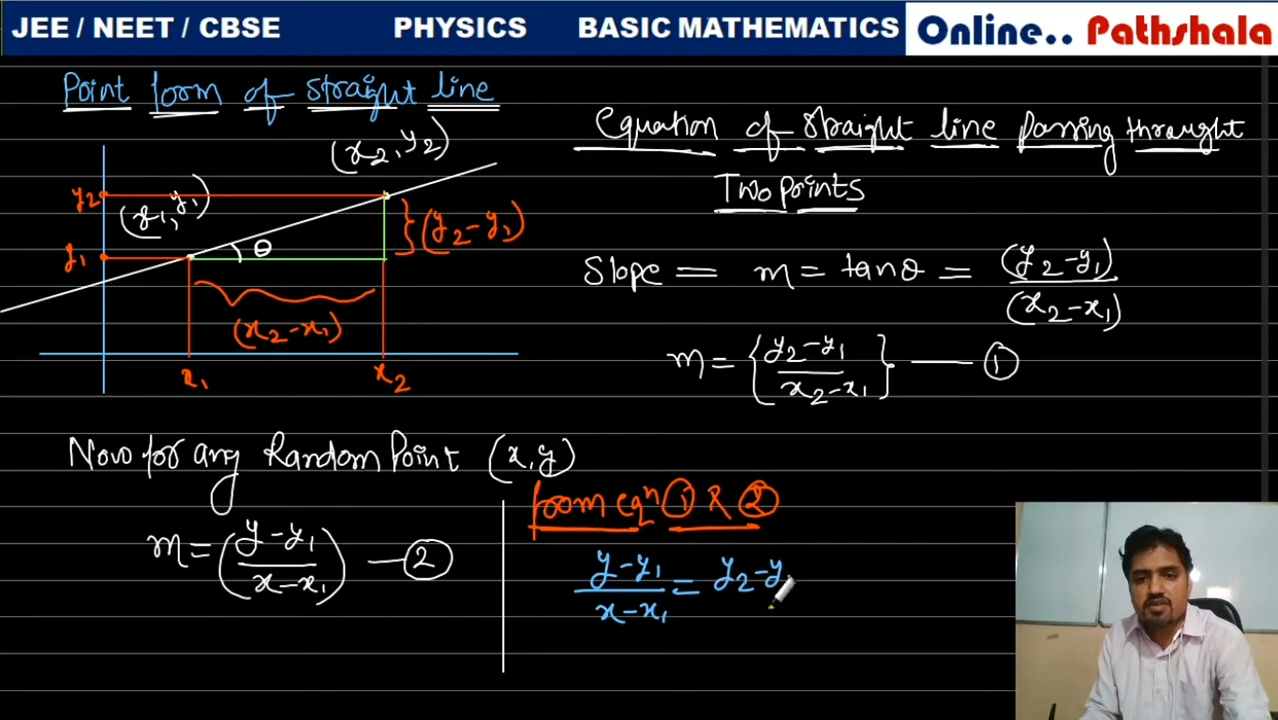 JEE / NEET / CBSE PHYSICS BASIC MATHEMATICS Online.. Pathshala
Point form of straight line
Equation of straight line passing throught
Two points
(x₂, y₂)
y₂
(x₁, y₁)
y₁
θ
}(y₂-y₁)
(x₂-x₁)
x₁
x₂
Slope = m = tanθ = (y₂-y₁)/(x₂-x₁)
m = {y₂-y₁/x₂-x₁} — ①
Now for any Random Point (x, y)
m = (y-y₁/x-x₁) — ②
from eqⁿ ① & ②
y-y₁/x-x₁ = y₂-y